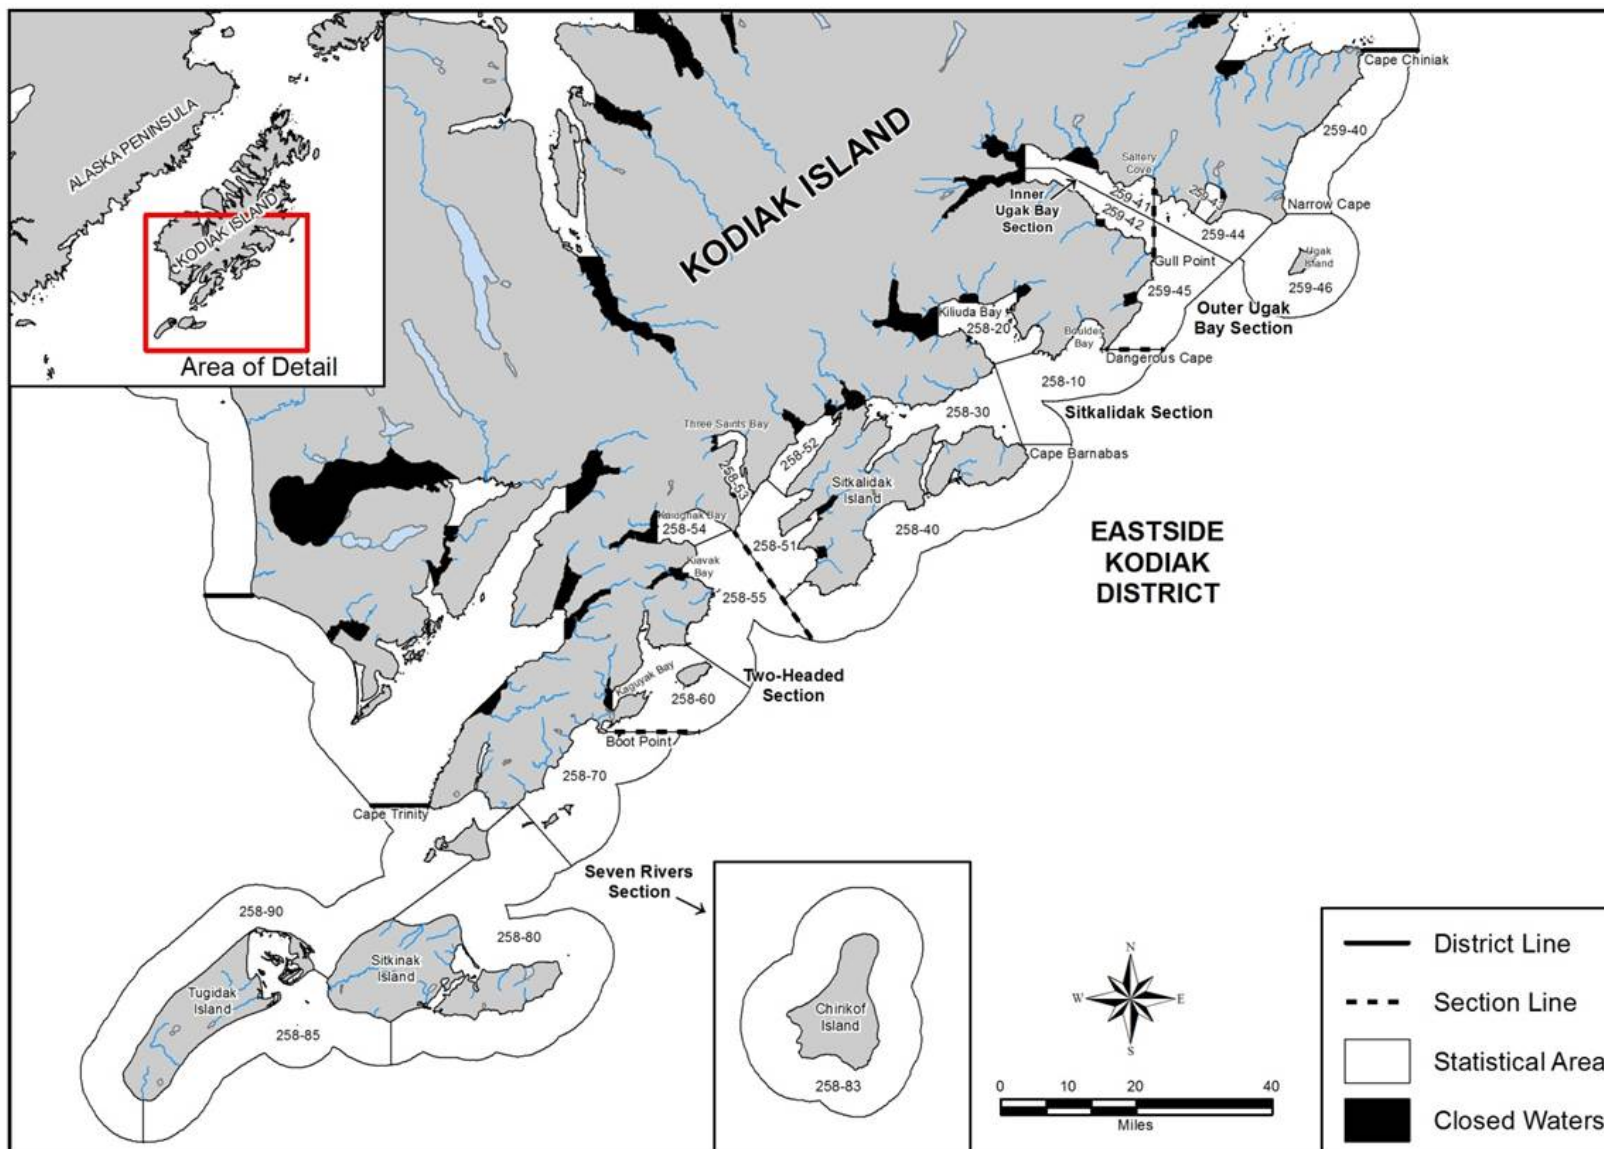 ALASKA PENINSULA
KODIAK ISLAND
Area of Detail
KODIAK ISLAND
Cape Chiniak
259-40
Saltery
Cove
Inner
Ugak Bay
Section
259-41
259-42
259-43
259-44
Narrow Cape
Gull Point
Ugak
Island
259-46
259-45
Outer Ugak
Bay Section
Kiliuda Bay
258-20
Boulder
Bay
Dangerous Cape
258-10
258-30
Sitkalidak Section
Three Saints Bay
258-52
Cape Barnabas
258-53
Sitkalidak
Island
258-40
258-54
258-51
EASTSIDE
KODIAK
DISTRICT
Kiavak
Bay
258-55
Kaguyak Bay
258-60
Two-Headed
Section
Boot Point
258-70
Cape Trinity
Seven Rivers
Section
258-90
258-80
Sitkinak
Island
Tugidak
Island
258-85
Chirikof
Island
258-83
N
W
E
S
0 10 20 40
Miles
District Line
Section Line
Statistical Area
Closed Waters